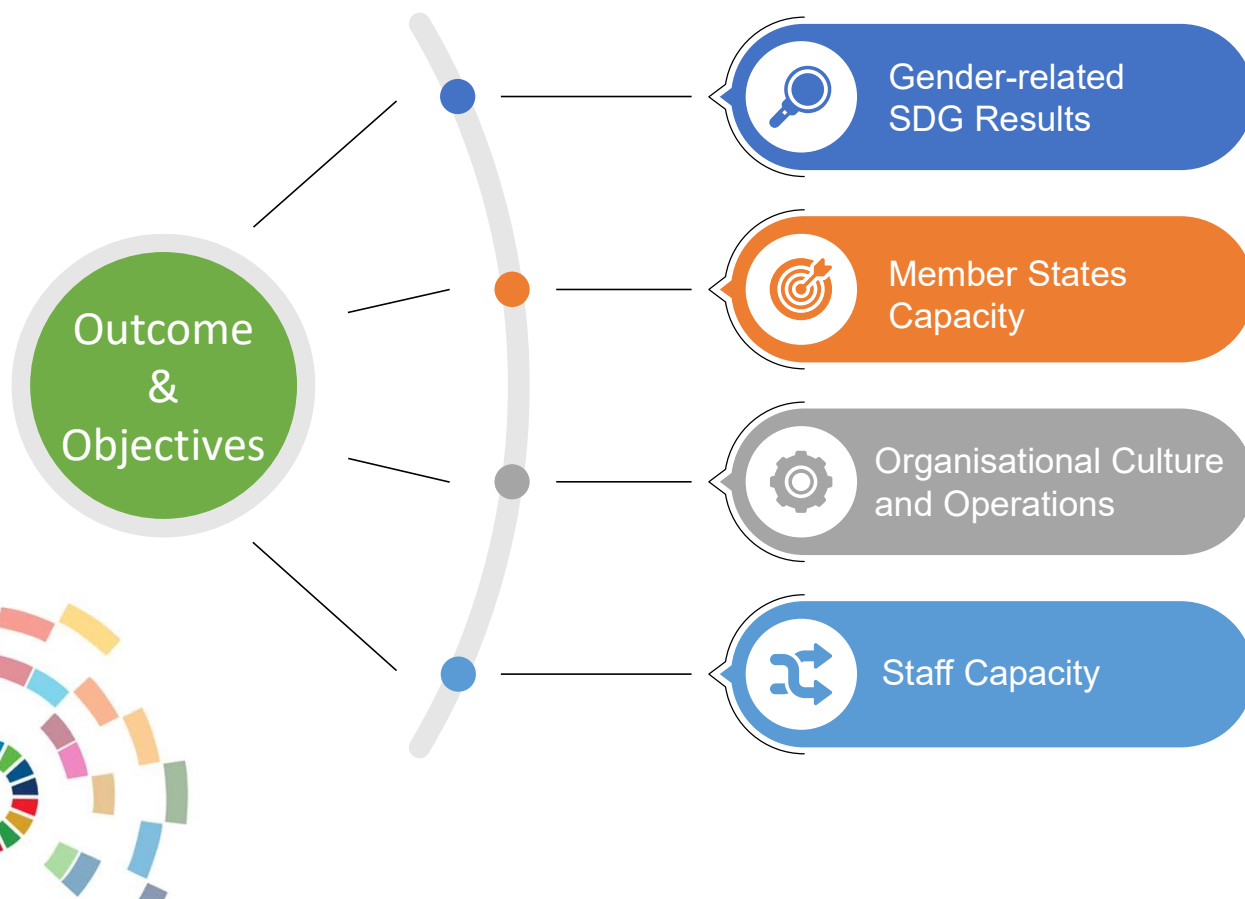 Outcome
&
Objectives
Gender-related
SDG Results
Member States
Capacity
Organisational Culture
and Operations
Staff Capacity